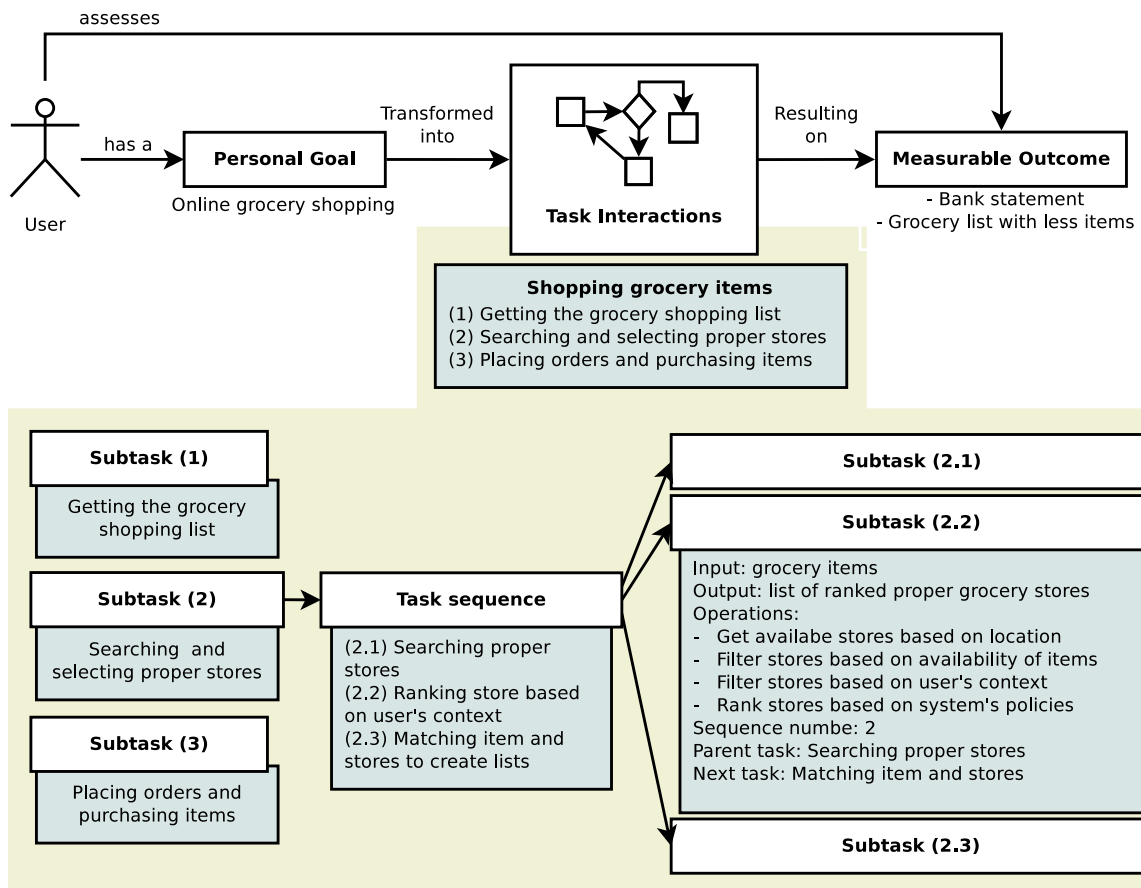 assesses
User
has a
Personal Goal
Online grocery shopping
Transformed
into
Task Interactions
Resulting
on
Measurable Outcome
- Bank statement
- Grocery list with less items
Shopping grocery items
(1) Getting the grocery shopping list
(2) Searching and selecting proper stores
(3) Placing orders and purchasing items
Subtask (1)
Getting the grocery
shopping list
Subtask (2)
Searching and
selecting proper stores
Subtask (3)
Placing orders and
purchasing items
Task sequence
(2.1) Searching proper
stores
(2.2) Ranking store based
on user's context
(2.3) Matching item and
stores to create lists
Subtask (2.1)
Subtask (2.2)
Input: grocery items
Output: list of ranked proper grocery stores
Operations:
- Get availabe stores based on location
- Filter stores based on availability of items
- Filter stores based on user's context
- Rank stores based on system's policies
Sequence numbe: 2
Parent task: Searching proper stores
Next task: Matching item and stores
Subtask (2.3)